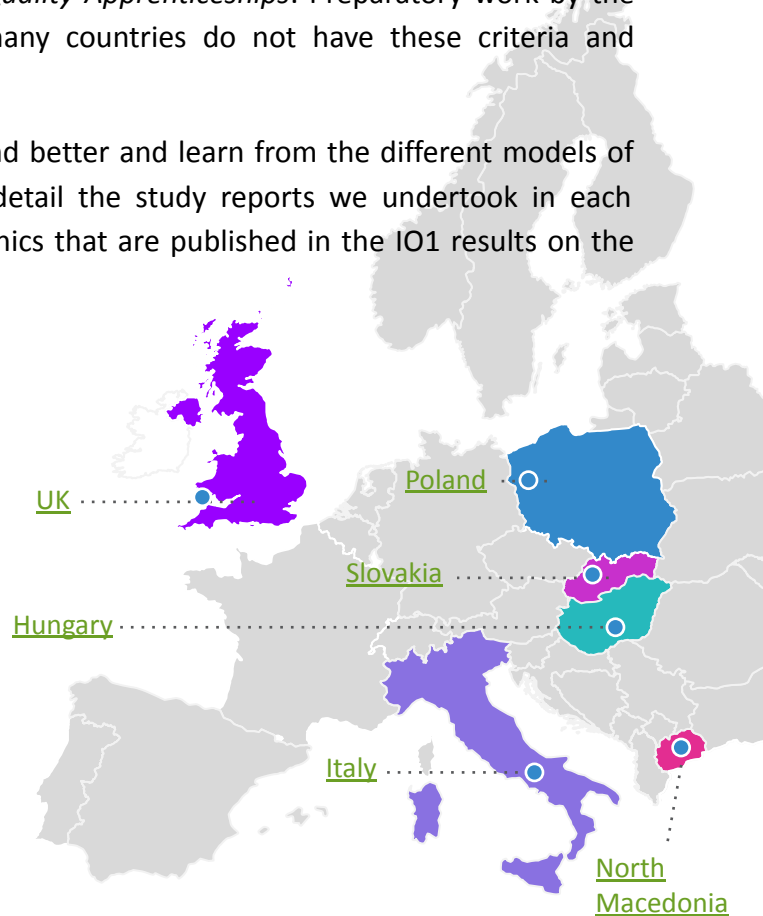 uality Apprenticeships. Preparatory work by the
nany countries do not have these criteria and
nd better and learn from the different models of
detail the study reports we undertook in each
nics that are published in the IO1 results on the
Poland
UK
Slovakia
Hungary
Italy
North
Macedonia